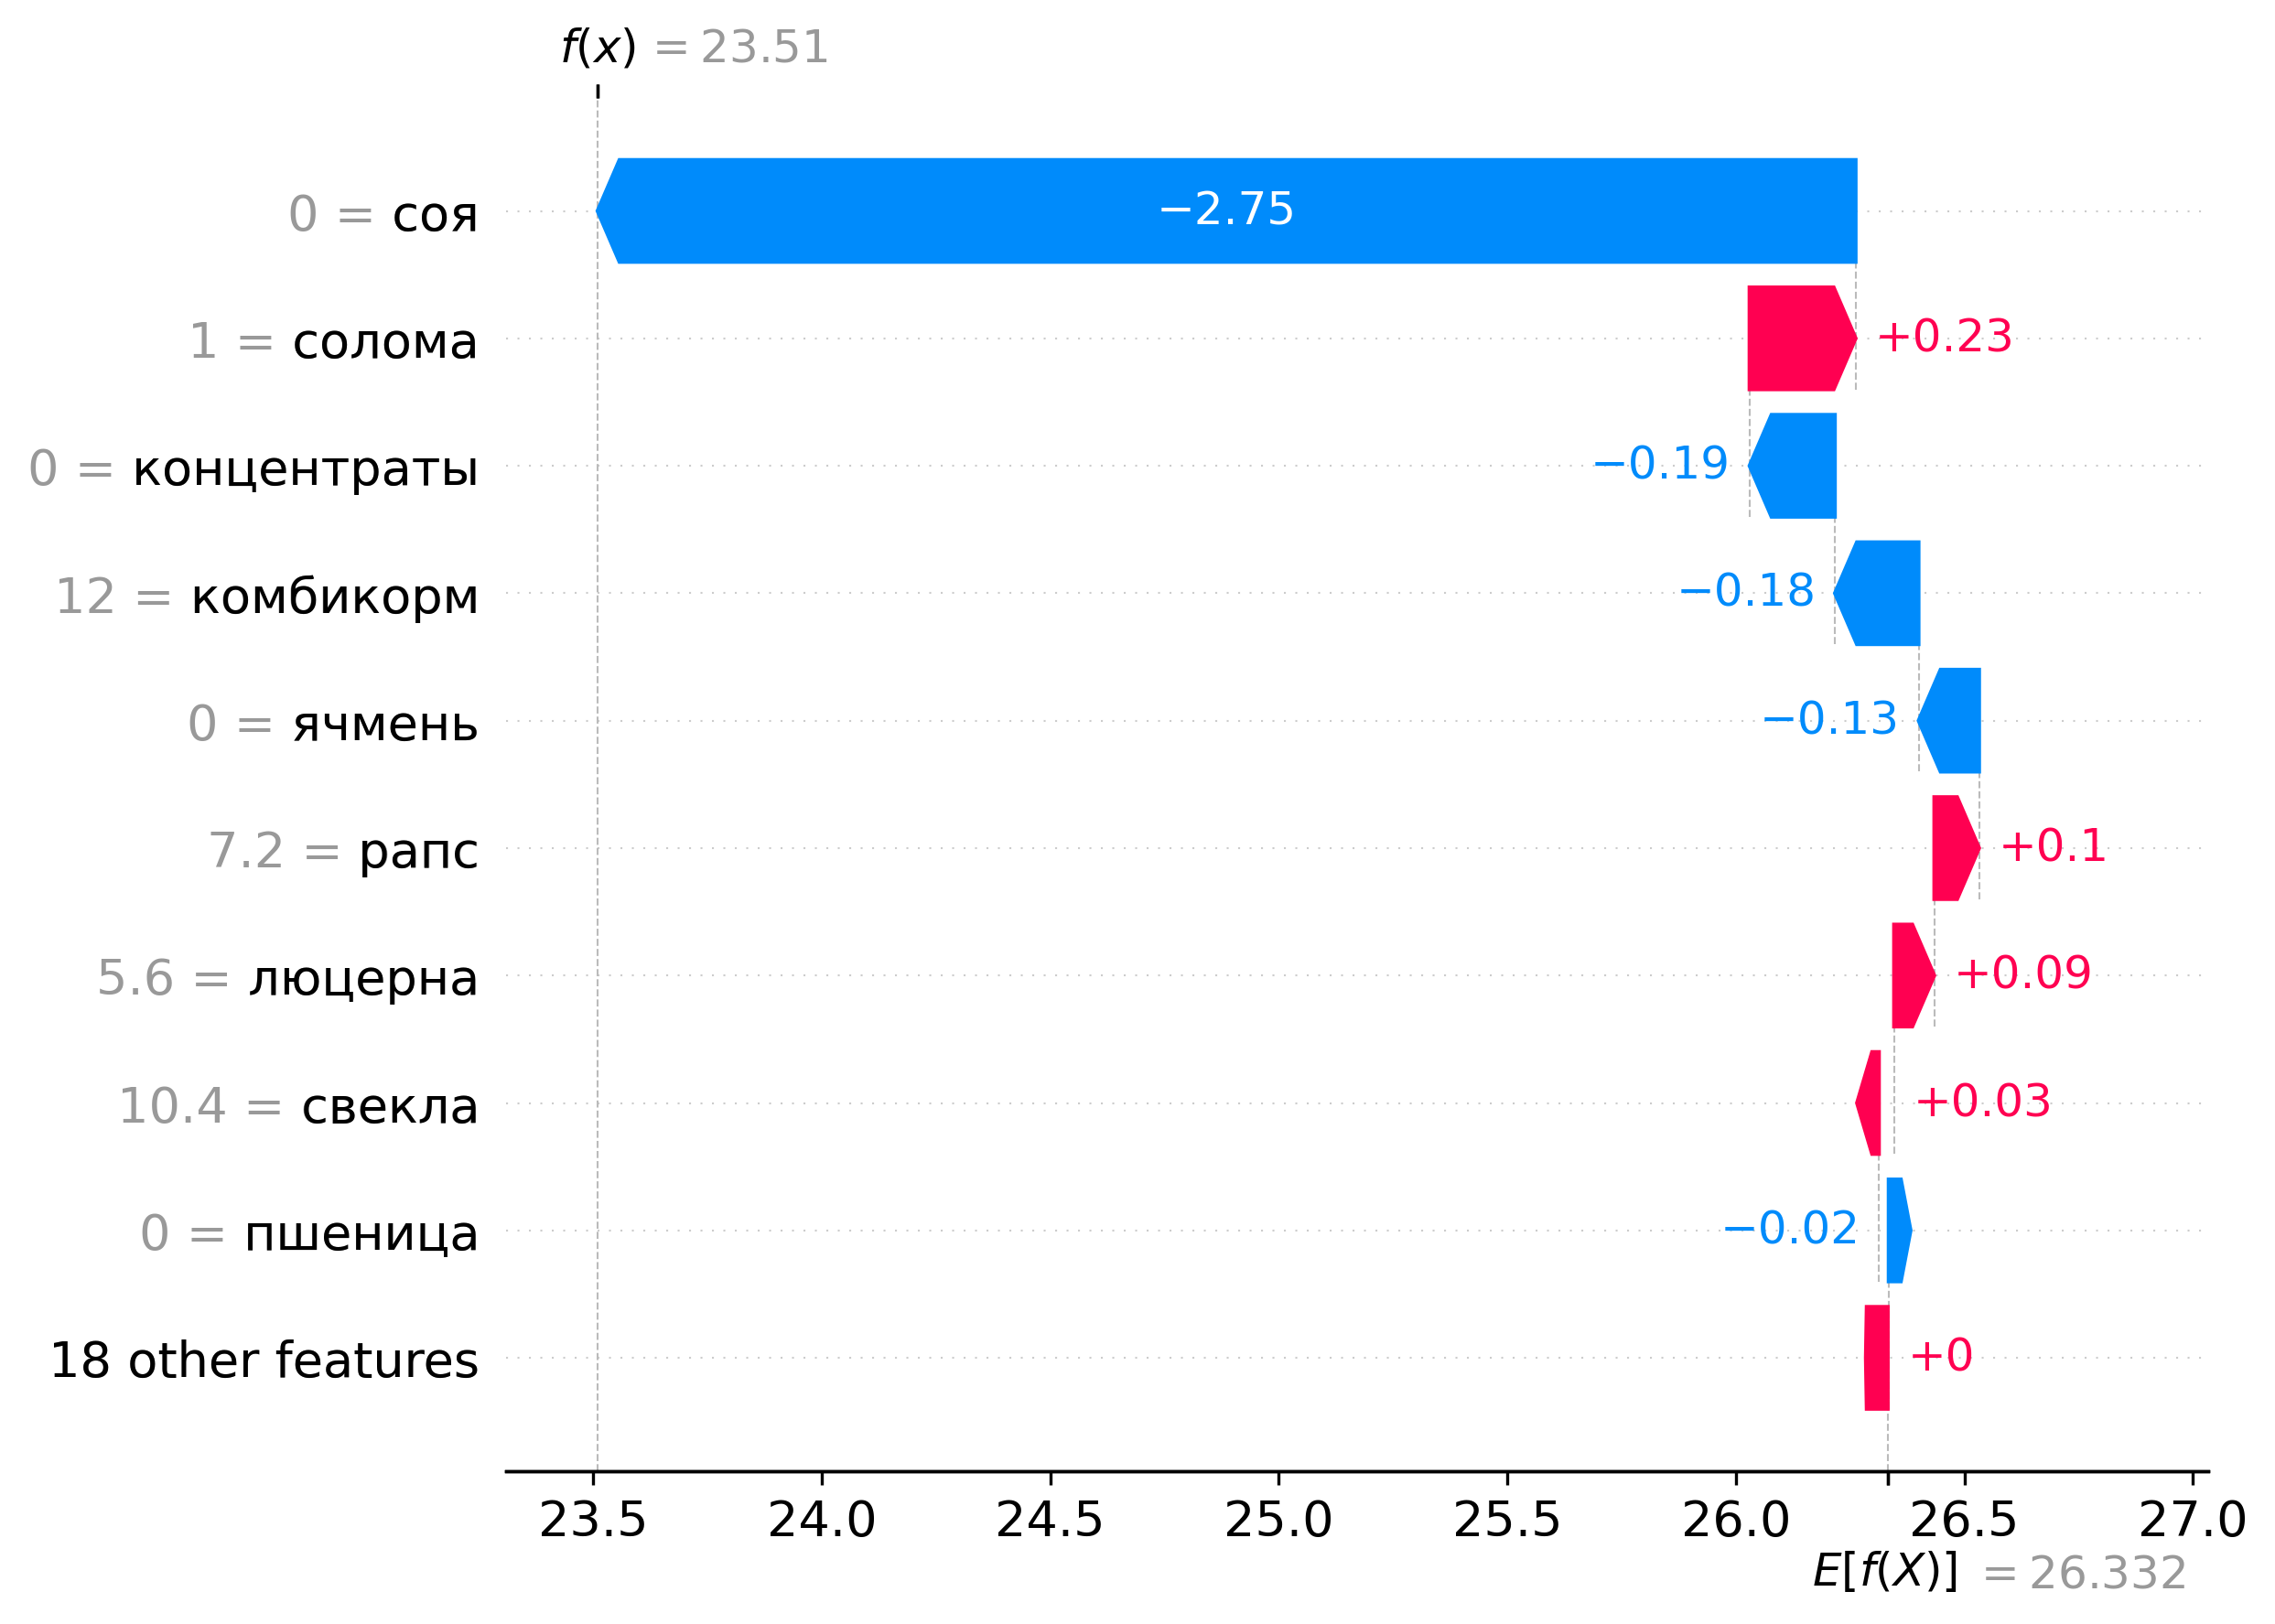 f(x) = 23.51
0 = соя
−2.75
1 = солома
+0.23
0 = концентраты
−0.19
12 = комбикорм
−0.18
0 = ячмень
−0.13
7.2 = рапс
+0.1
5.6 = люцерна
+0.09
10.4 = свекла
+0.03
0 = пшеница
−0.02
18 other features
+0
23.5 24.0 24.5 25.0 25.5 26.0 26.5 27.0
E[f(X)] = 26.332